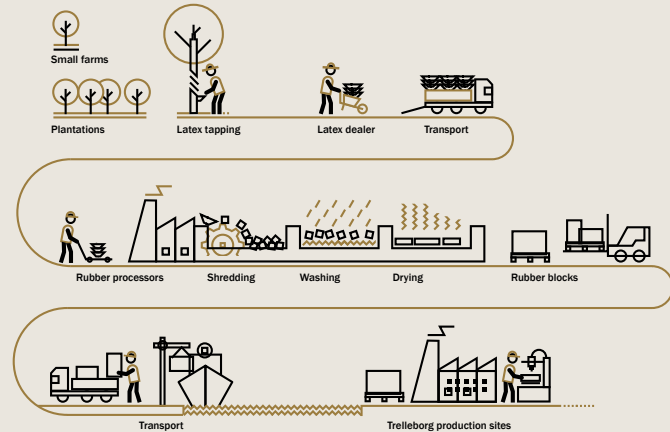 Small farms
Plantations
Latex tapping
Latex dealer
Transport
Rubber processors
Shredding
Washing
Drying
Rubber blocks
Transport
Trelleborg production sites